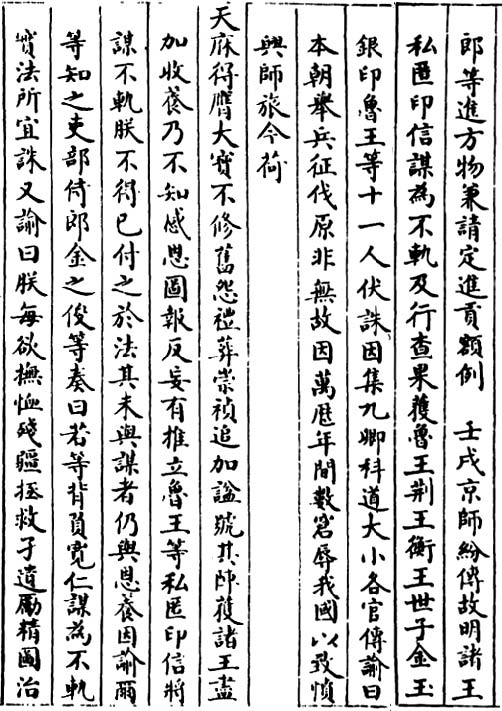 郎等進方物兼請定進貢額例　壬戌京師紛傳故明諸王
私匿印信謀為不軌及行查果獲魯王荆王衡王世子金玉
銀印魯王等十一人伏誅因集九卿科道大小各官傳諭曰
本朝舉兵征伐原非無故因萬歷年間數窘辱我國以致憤
興師旅今荷
天庥得膺大寳不修舊怨禮葬崇禎追加謚號其所獲諸王盡
加收養乃不知感恩圖報反妄有推立魯王等私匿印信將
謀不軌朕不得已付之於法其未與謀者仍與恩養因諭爾
等知之吏部侍郎金之俊等奏曰若等背負寛仁謀為不軌
實法所宜誅又諭曰朕每欲撫恤殘疆拯救孑遺勵精圖治